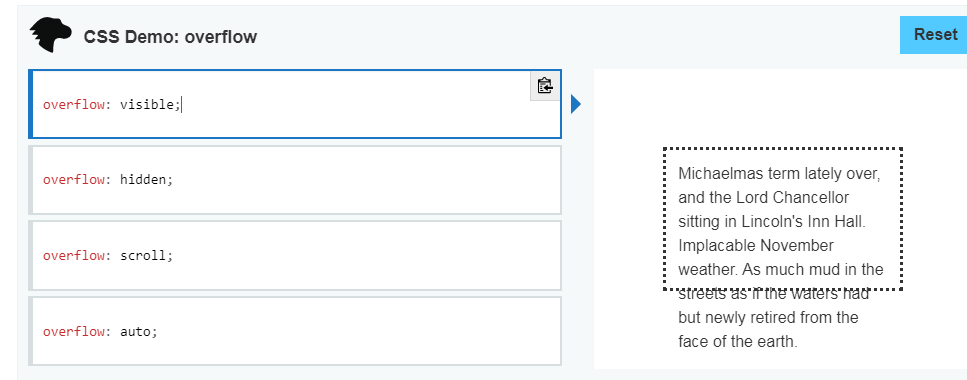 CSS Demo: overflow
Reset
overflow: visible;
overflow: hidden;
overflow: scroll;
overflow: auto;
Michaelmas term lately over,
and the Lord Chancellor
sitting in Lincoln's Inn Hall.
Implacable November
weather. As much mud in the
streets as if the waters had
but newly retired from the
face of the earth.